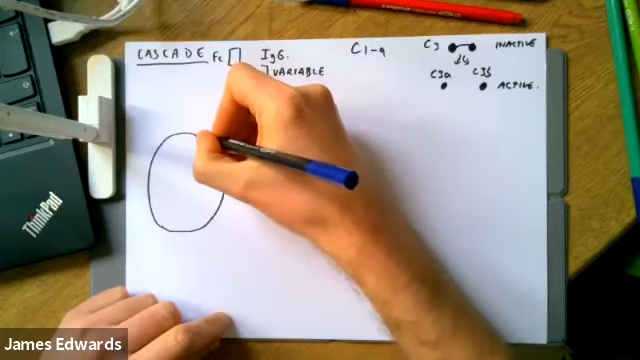 CASCADE Fc IgG. C1-9 C3 INACTIVE
VARIABLE C3a C3b ACTIVE.
ThinkPad
James Edwards